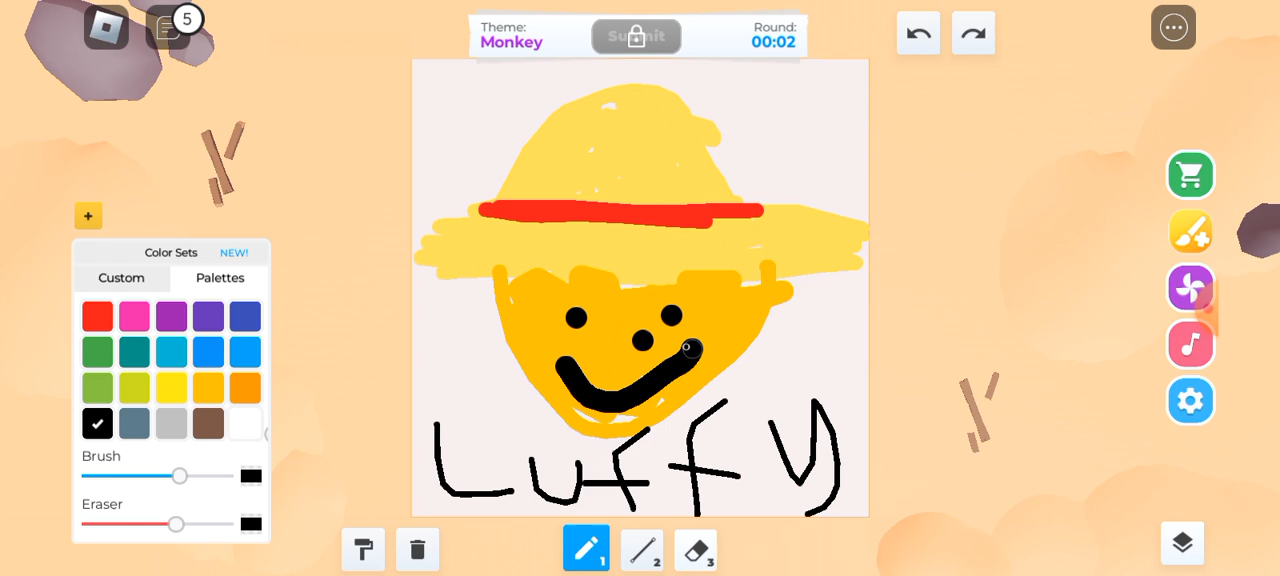 5
Theme:
Monkey
Submit
Round:
00:02
Color Sets NEW!
Custom Palettes
Brush
Eraser
Luffy
1
2
3